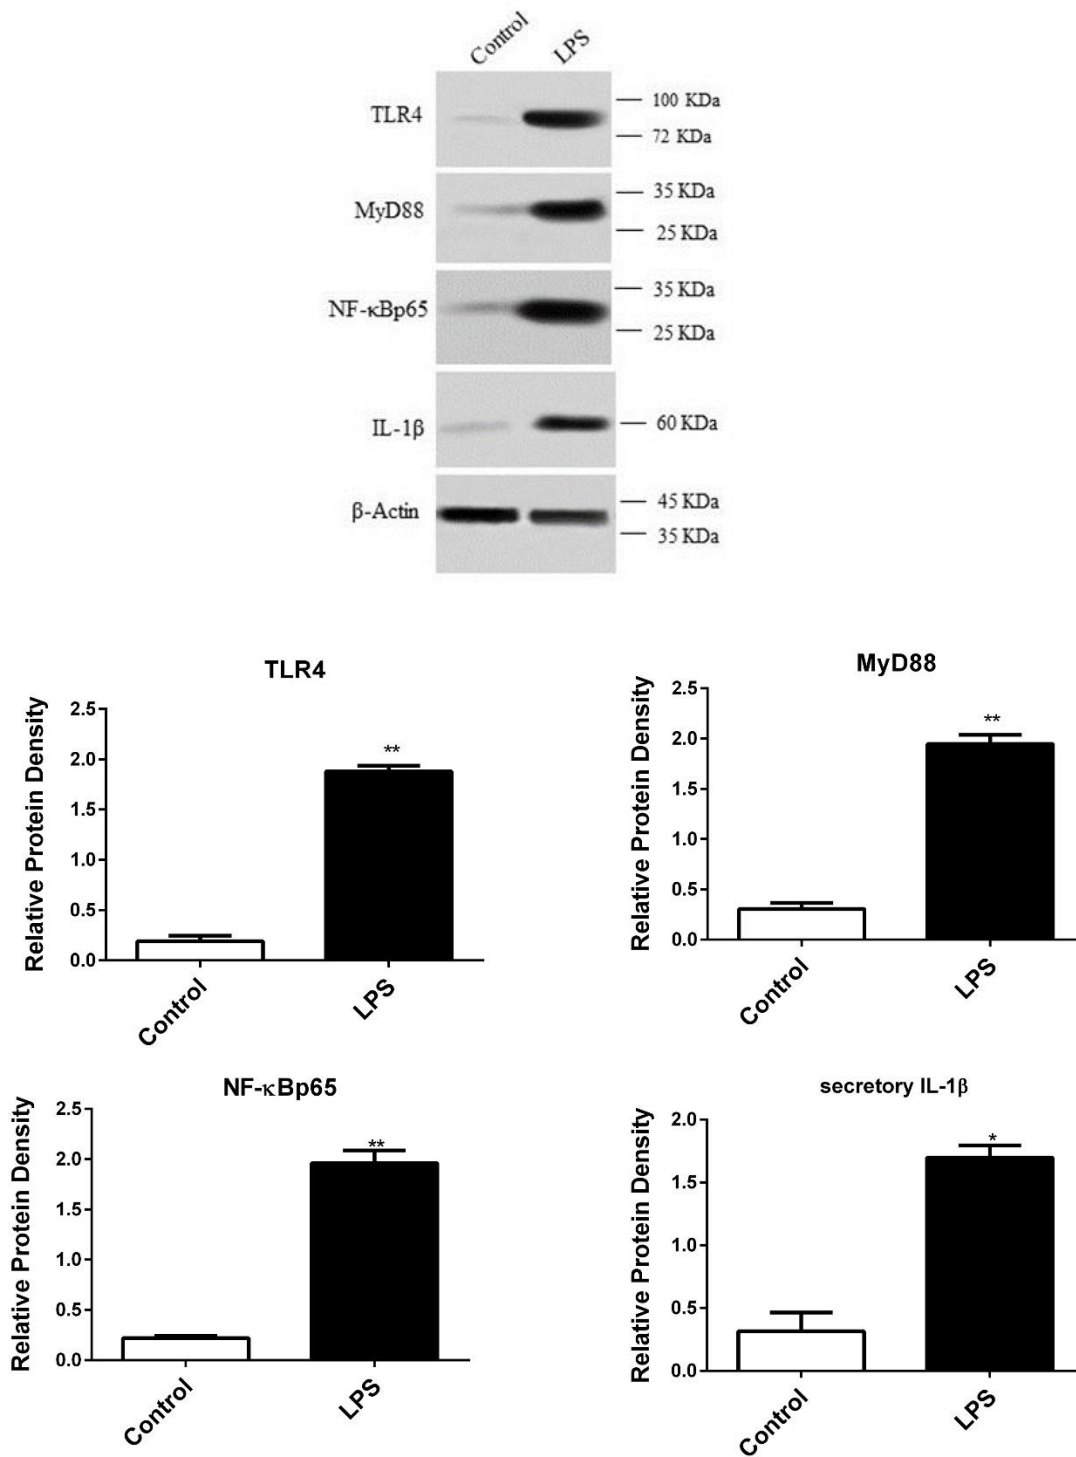 Control LPS
TLR4
100 KDa
72 KDa
MyD88
35 KDa
25 KDa
NF-κBp65
35 KDa
25 KDa
IL-1β
60 KDa
β-Actin
45 KDa
35 KDa
TLR4
Relative Protein Density
2.5
2.0
1.5
1.0
0.5
0.0
**
Control
LPS
MyD88
Relative Protein Density
2.5
2.0
1.5
1.0
0.5
0.0
**
Control
LPS
NF-κBp65
Relative Protein Density
2.5
2.0
1.5
1.0
0.5
0.0
**
Control
LPS
secretory IL-1β
Relative Protein Density
2.0
1.5
1.0
0.5
0.0
*
Control
LPS